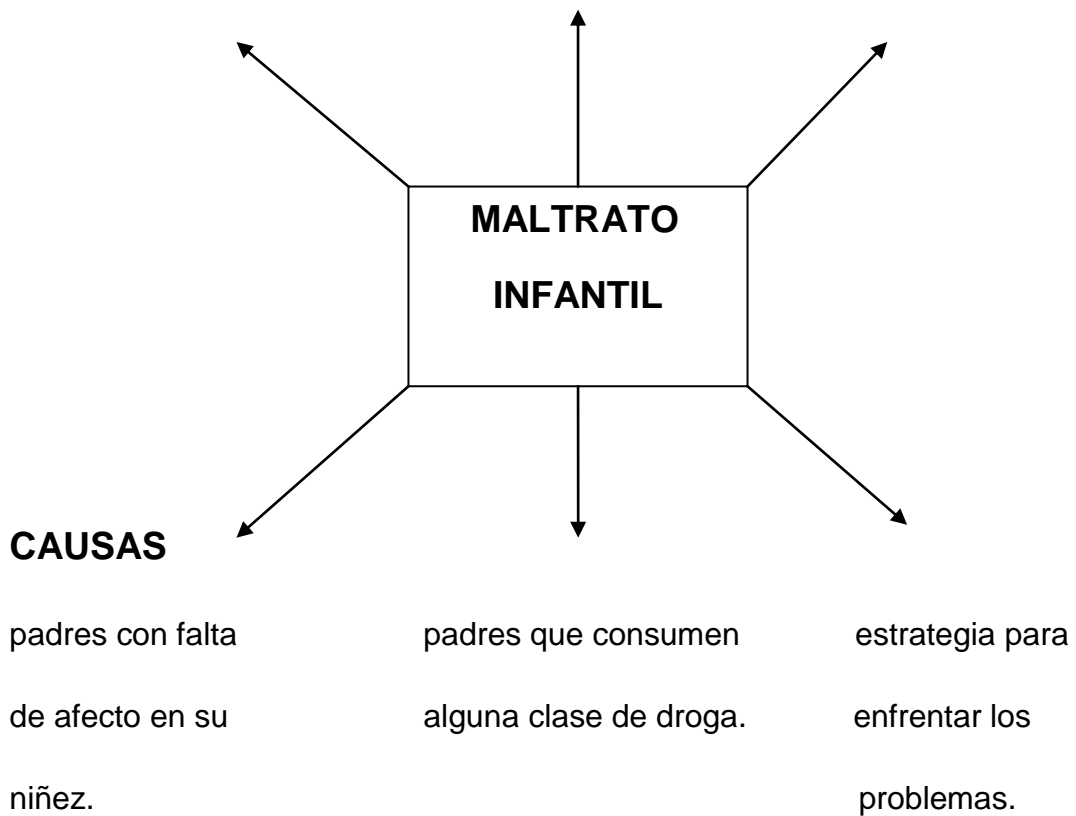 MALTRATO
INFANTIL
CAUSAS
padres con falta padres que consumen estrategia para
de afecto en su alguna clase de droga. enfrentar los
niñez. problemas.